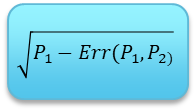 √(P₁ − Err(P₁, P₂))